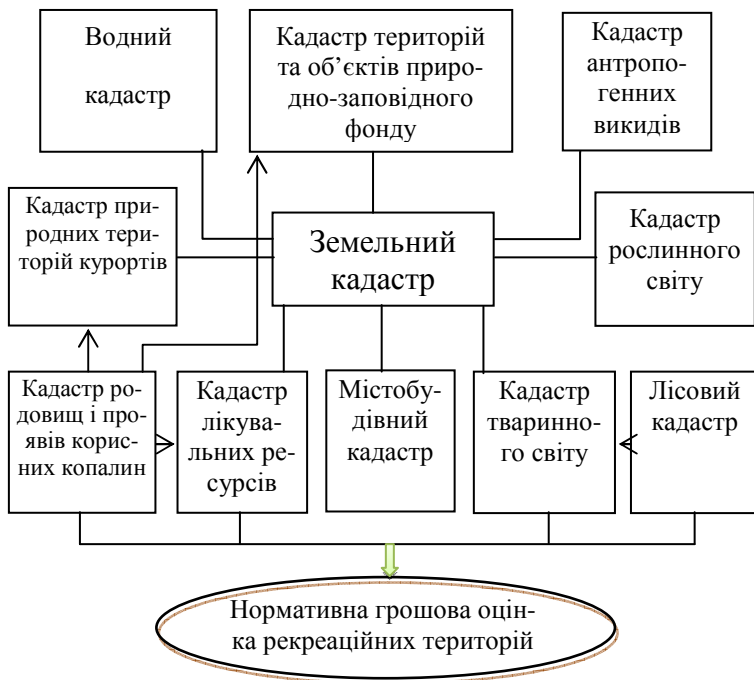 Водний
кадастр
Кадастр територій
та об’єктів приро-
дно-заповідного
фонду
Кадастр
антропо-
генних
викидів
Кадастр при-
родних терито-
рій курортів
Земельний
кадастр
Кадастр
рослинного
світу
Кадастр ро-
довищ і про-
явів корис-
них копалин
Кадастр
лікува-
льних ре-
сурсів
Містобу-
дівний
кадастр
Кадастр
тваринно-
го світу
Лісовий
кадастр
Нормативна грошова оцін-
ка рекреаційних територій